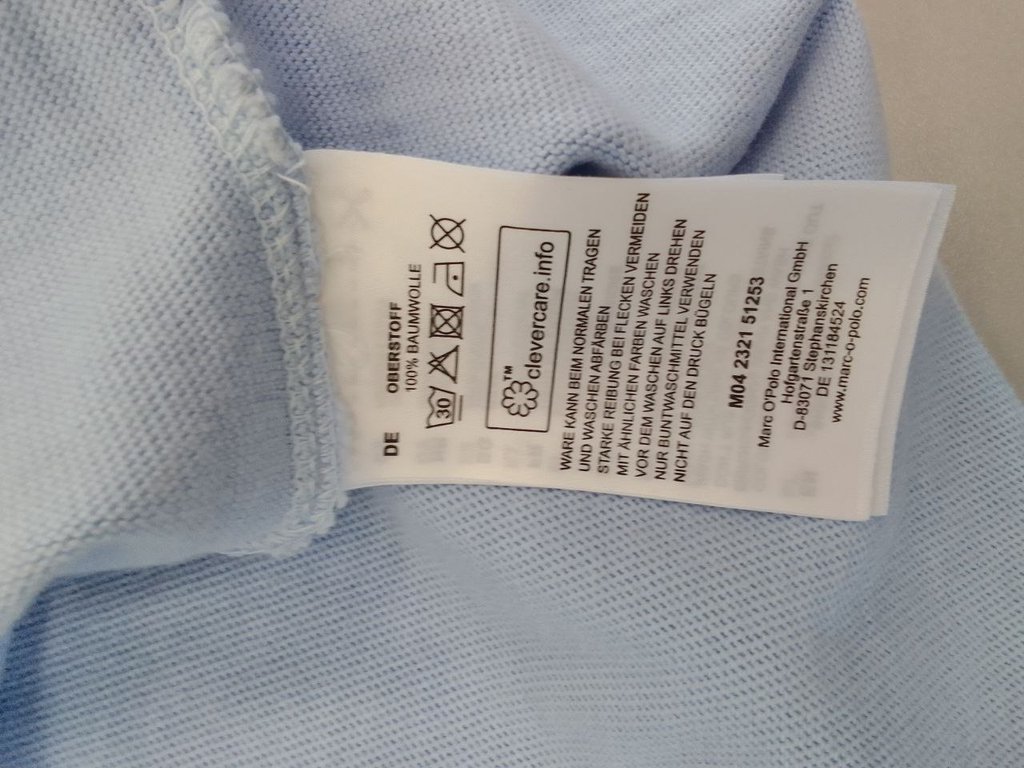 DE
OBERSTOFF
100% BAUMWOLLE
30
clevercare.info
TM
WARE KANN BEIM NORMALEN TRAGEN
UND WASCHEN ABFÄRBEN
STARKE REIBUNG BEI FLECKEN VERMEIDEN
MIT ÄHNLICHEN FARBEN WASCHEN
VOR DEM WASCHEN AUF LINKS DREHEN
NUR BUNTWASCHMITTEL VERWENDEN
NICHT AUF DEN DRUCK BÜGELN
M04 2321 51253
Marc O'Polo International GmbH
Hofgartenstraße 1
D-83071 Stephanskirchen
DE 131184524
www.marc-o-polo.com